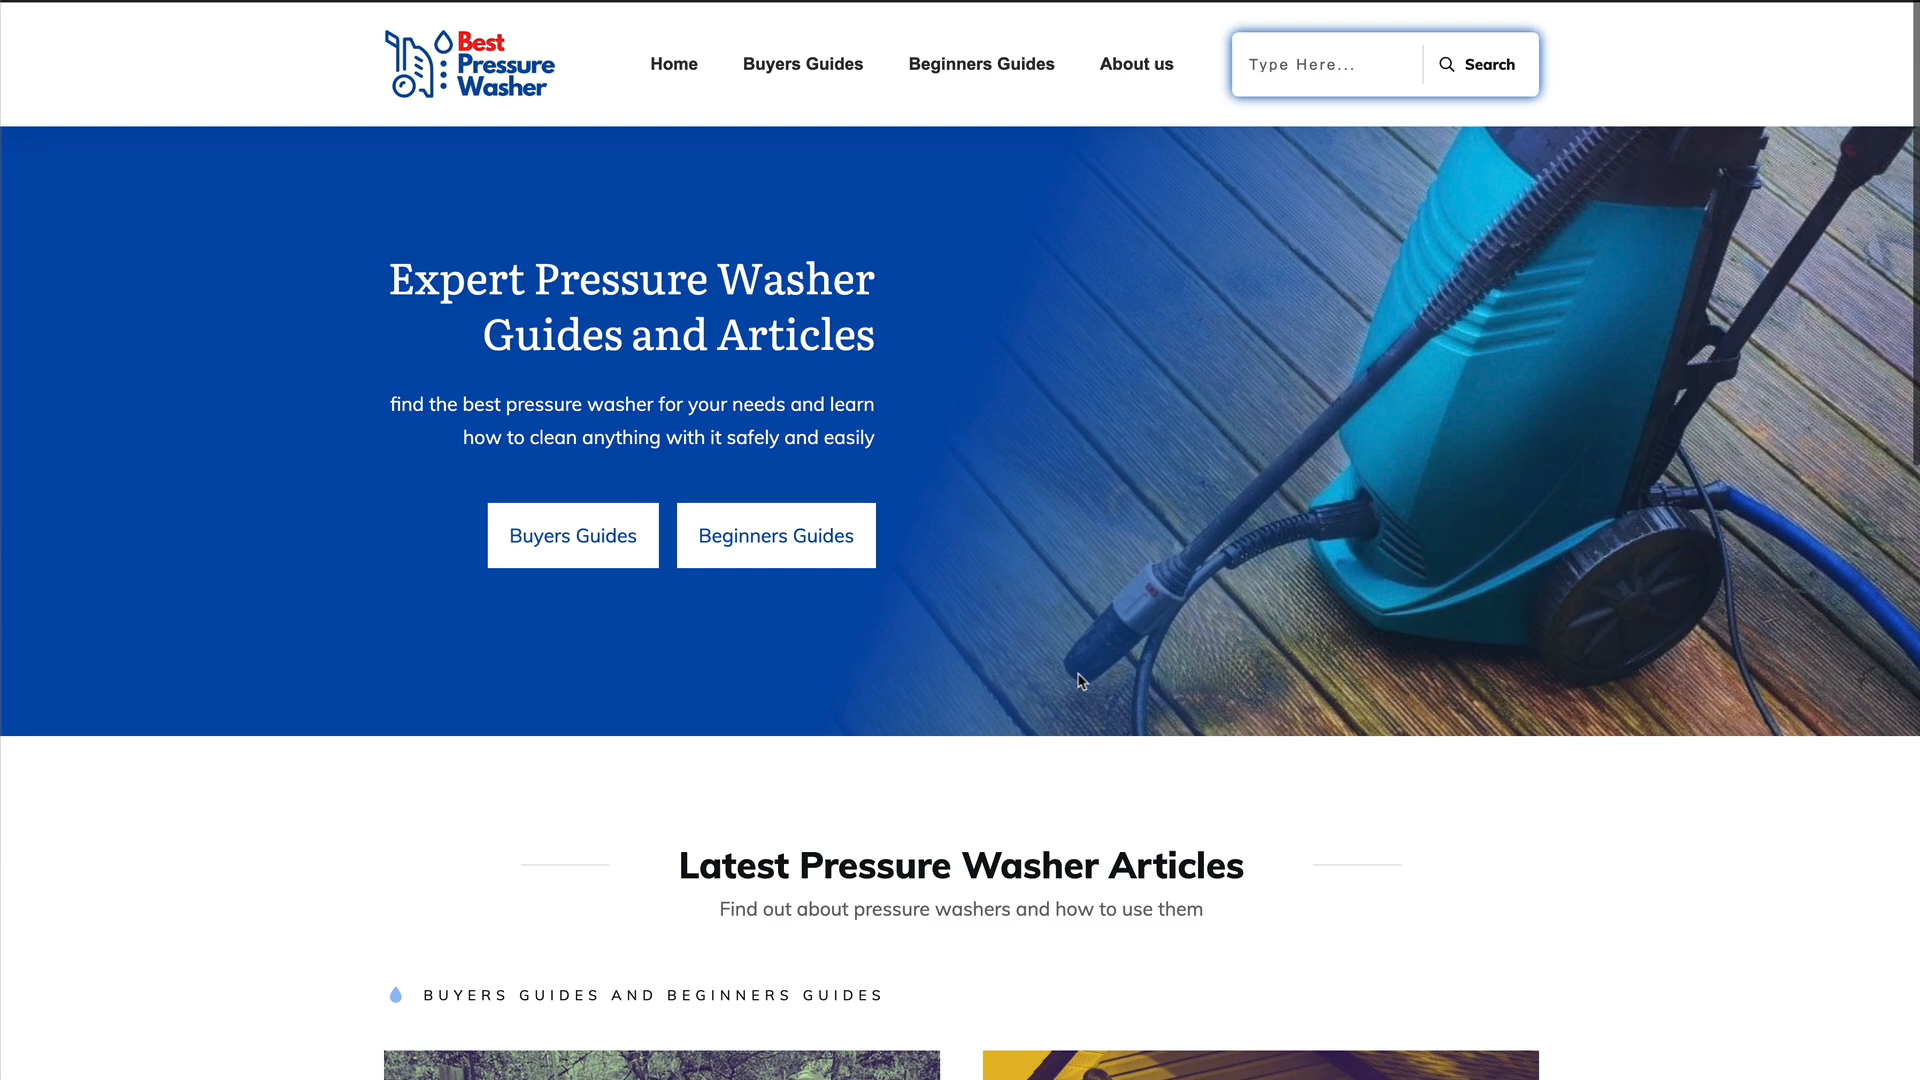 Best
Pressure
Washer
Home
Buyers Guides
Beginners Guides
About us
Type Here...
Search
Expert Pressure Washer
Guides and Articles
find the best pressure washer for your needs and learn
how to clean anything with it safely and easily
Buyers Guides
Beginners Guides
Latest Pressure Washer Articles
Find out about pressure washers and how to use them
BUYERS GUIDES AND BEGINNERS GUIDES